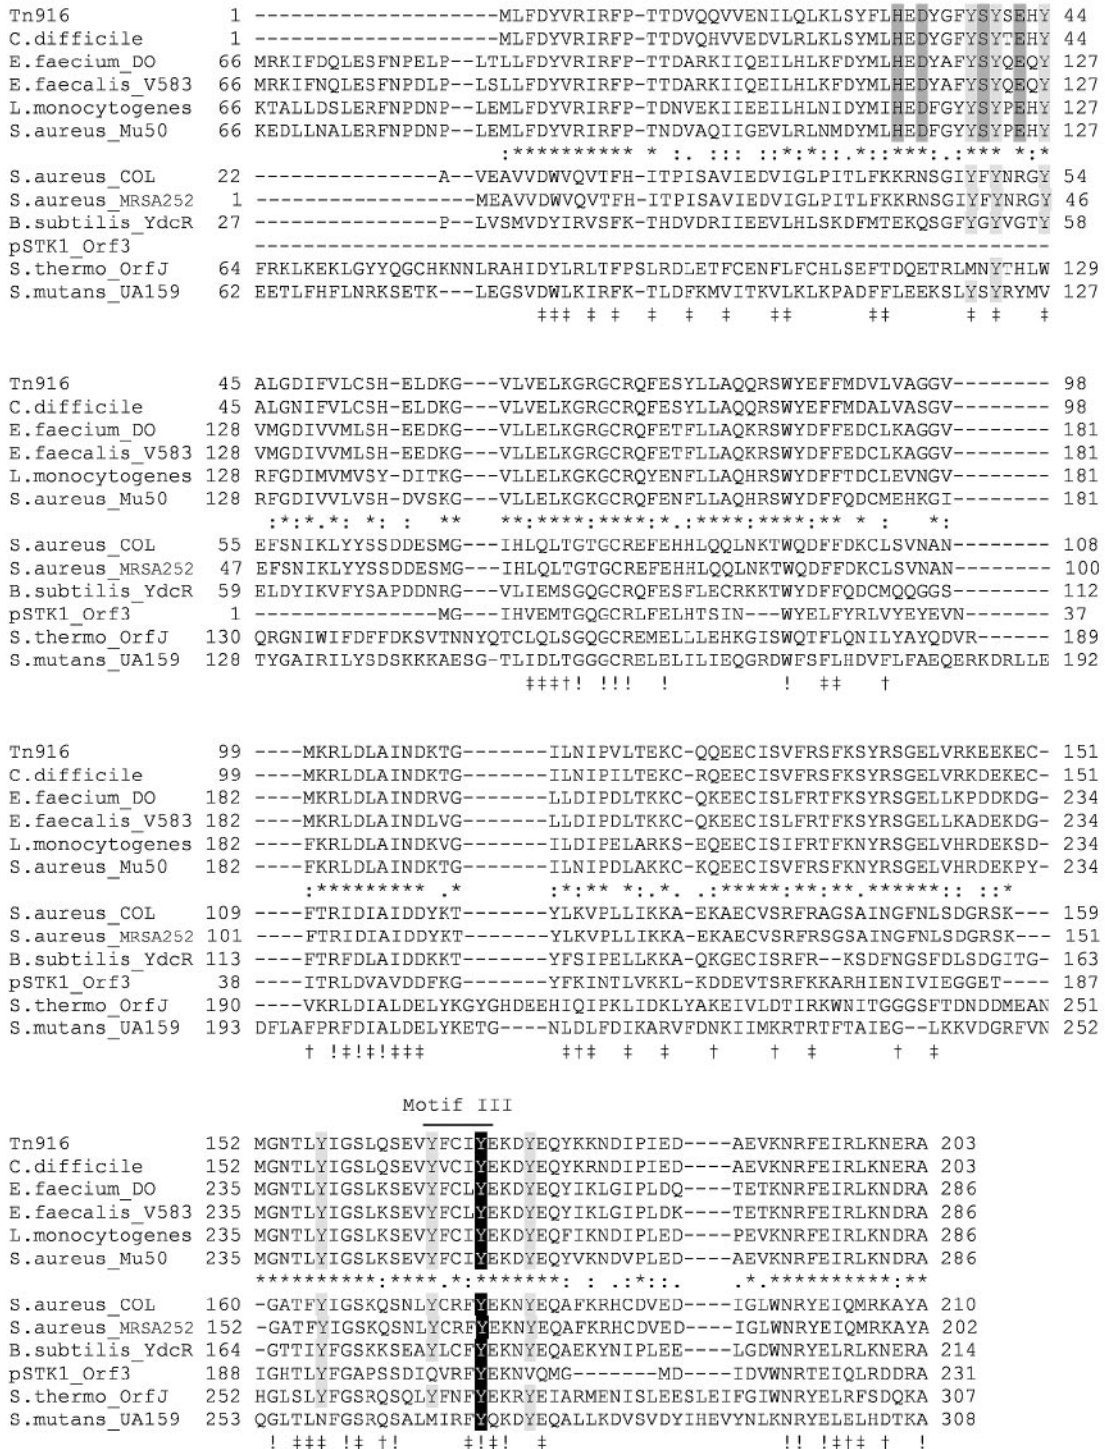 Tn916 1 --------------------MLFDYVRIRFP-TTDVQQVVENILQLKLSYFLHEDYGFYSYSEHY 44
C.difficile 1 --------------------MLFDYVRIRFP-TTDVQHVVEDVLRLKLSYMLHEDYGFYSYTEHY 44
E.faecium_DO 66 MRKIFDQLESFNPELP--LTLLFDYVRIRFP-TTDARKIIEEILHLKLDYMLHEDYAFYSYQEQY 127
E.faecalis_V583 66 MRKIFNQLESFNPDLP-LSLLFDYVRIRFP-TTDARKIIQEILHLKFDYMLHEDYAFYSYQEQY 127
L.monocytogenes 66 KTALLDSLERFNPDNP-LEMLFDYVRIRFP-TDNVEKIIEEILHLNIDYMIHEDFGYYSYPEHY 127
S.aureus_Mu50 66 KEDLLNALERFNPDNP--LEMLFDYVRIRFP-TNDVAQIIGEVLRLNMDYMLHEDFGYYSYPEHY 127
:********* * :. ::: ::*:*::.*:***:.:*** *:*
S.aureus_COL 22 ---------------A--VEAVVDWVQVTFH-ITPISAVIEDVIGLPITLFKKRNSGIYFYNRGY 54
S.aureus_MRSA252 1 ------------------MEAVVDWVQVTFH-ITPISAVIEDVIGLPITLFKKRNSGIYFYNRGY 46
B.subtilis_YdcR 27 ---------------P--LVSMVDYIRVSFK-THDVDRIIEEVLHLSKDFMTEKQSGFYGYVGTY 58
pSTK1_Orf3 -----------------------------------------------------------------
S.thermo_OrfJ 64 FRKLKEKLGYYQGCHKNNLRAHIDYLRLTFPSLRDLETFCENFLFCHLSEFTDQETRLMNYTHLW 129
S.mutans_UA159 62 EETLFHFLNRKSETK---LEGSVDWLKIRFK-TLDFKMVITKVLKLKPADFFLEEKSLYSYRYMV 127
‡‡‡ ‡ ‡ ‡ ‡ ‡ ‡‡ ‡‡ ‡ ‡ ‡
Tn916 45 ALGDIFVLCSH-ELDKG---VLVELKGRGCRQFESYLLAQQRSWYEFFMDVLVAGGV-------- 98
C.difficile 45 ALGNIFVLCSH-ELDKG---VLVELKGRGCRQFESYLLAQQRSWYEFFMDALVASGV-------- 98
E.faecium_DO 128 VMGDIVVMLSH-EEDKG---VLLELKGRGCRQFETFLLAQKRSWYDFFEDCLKAGGV-------- 181
E.faecalis_V583 128 VMGDIVVMLSH-EEDKG---VLLELKGRGCRQFETFLLAQKRSWYDFFEDCLKAGGV-------- 181
L.monocytogenes 128 RFGDIMVMVSY-DITKG---VLLELKGKGCRQYENFLLAQKRSWYDFFTDCLEVNGV-------- 181
S.aureus_Mu50 128 RFGDIVVLVSH-DVSKG---VLLELKGKGCRQFENFLLAQHRSWYDFFQDCMEHKGI-------- 181
:*:*.*: *: : ** **:****:****:*.:****:****:** * : *:
S.aureus_COL 55 EFSNIKLYYSSDDESMG---IHLQLTGTGCREFEHHLQQLNKTWQDFFDKCLSVNAN-------- 108
S.aureus_MRSA252 47 EFSNIKLYYSSDDESMG---IHLQLTGTGCREFEHHLQQLNKTWQDFFDKCLSVNAN-------- 100
B.subtilis_YdcR 59 ELDYIKVFYSAPDDNRG---VLIEMSGQGCRQFESFLECRKKTWYDFFQDCMQQGGS-------- 112
pSTK1_Orf3 1 ---------------MG---IHVEMTGQGCRLFELHTSIN---WYELFYRLVYEYEVN------- 37
S.thermo_OrfJ 130 QRGNIWIFDFFDKSVTNNYQTCLQLSGQGCREMELLLEHKGISWQTFLQNILYAYQDVR------ 189
S.mutans_UA159 128 TYGAIRILYSDSKKKAESG-TLIDLTGGGCRELELILIEQGRDWFSFLHDVFLFAEQERKDRLLE 192
‡‡‡†! !!! ! ! ‡‡ †
Tn916 99 ----MKRLDLAINDKTG-------ILNIPVLTEKC-QQEECISVFRSFKSYRSGELVRKEEKEC- 151
C.difficile 99 ----MKRLDLAINDKTG-------ILNIPILTEKC-RQEECISVFRSFKSYRSGELVRKDEKEC- 151
E.faecium_DO 182 ----MKRLDLAINDRVG-------LLDIPDLTKKC-QKEECISLFRTFKSYRSGELLKPDDKDG- 234
E.faecalis_V583 182 ----MKRLDLAINDLVG-------LLDIPDLTKKC-QKEECISLFRTFKSYRSGELLKADEKDG- 234
L.monocytogenes 182 ----FKRLDLAINDKVG-------ILDIPELARKS-EQEECISIFRTFKSYRSGELVHRDEKSD- 234
S.aureus_Mu50 182 ----FKRLDLAINDKTG-------ILNIPDLAKKC-KQEECISVFRSFKNYRSGELVHRDEKPY- 234
:********* .* :*:** *:.*. .:*****:**:**.*******:: ::*
S.aureus_COL 109 ----FTRIDIAIDDYKT-------YLKVPLLIKKA-EKAECVSRFRAGSAINGFNLSDGRSK--- 159
S.aureus_MRSA252 101 ----FTRIDIAIDDYKT-------YLKVPLLIKKA-EKAECVSRFRSGSAINGFNLSDGRSK--- 151
B.subtilis_YdcR 113 ----FTRFDLAIDDKKT-------YFSIPELLKKA-QKGECISRFR--KSDFNGSFDLSDGITG- 163
pSTK1_Orf3 38 ----ITRLDVAVDDFKG-------YFKINTLVKKL-KDDEVTSRFKKARHIENIVIEGGET---- 187
S.thermo_OrfJ 190 ----VKRLDIALDELYKGYGHDEEHIQIPKLIDKLYAKEIVLDTIRKWNITGGGSFTDNDDMEAN 251
S.mutans_UA159 193 DFLAFPRFDIALDELYKETG----NLDLFDIKARVFDNKIIMKRTRTFTAIEG--LKKVDGRFVN 252
† !‡!‡!‡‡‡ ‡†‡ ‡ ‡ † † ‡ † ‡
Motif III
Tn916 152 MGNTLYIGSLQSEVYFCIYEKDYEQYKKNDIPIED----AEVKNRFEIRLKNERA 203
C.difficile 152 MGNTLYIGSLQSEVYVCIYEKDYEQYKRNDIPIED----AEVKNRFEIRLKNERA 203
E.faecium_DO 235 MGNTLYIGSLKSEVYFCLYEKDYEQYIKLGIPLDQ----TETKNRFEIRLKNDRA 286
E.faecalis_V583 235 MGNTLYIGSLKSEVYFCLYEKDYEQYIKLGIPLDK----TETKNRFEIRLKNDRA 286
L.monocytogenes 235 MGNTLYIGSLKSEVYFCIYEKDYEQFIKNDIPLED----PEVKNRFEIRLKNDRA 286
S.aureus_Mu50 235 MGNTLYIGSLKSEVYFCIYEKDYEQYVKNDVPLED----AEVKNRFEIRLKNERA 286
**********:****.*:*******: : .:*::. .*.*********:**
S.aureus_COL 160 -GATFYIGSKQSNLYCRFYEKNYEQAFKRHCDVED----IGLWNRYEIQMRKAYA 210
S.aureus_MRSA252 152 -GATFYIGSKQSNLYCRFYEKNYEQAFKRHCDVED----IGLWNRYEIQMRKAYA 202
B.subtilis_YdcR 164 -GTTIYFGSKKSEAYLCFYEKNYEQAEKYNIPLEE----LGDWNRYELRLKNERA 214
pSTK1_Orf3 188 IGHTLYFGAPSSDIQVRFYEKNVQMG-------MD----IDVWNRTEIQLRDERA 231
S.thermo_OrfJ 252 HGLSLYFGSRQSQLYFNFYEKRYEIARMENISLEESLEIFGIWNRYELRFSDQKA 307
S.mutans_UA159 253 QGLTLNFGSRQSALMIRFYQKDYEQALLKDVSVDYIHEVYNLKNRYELELHDTKA 308
! ‡‡‡ !‡ †! ‡!‡! ‡ !! !‡†‡ † !